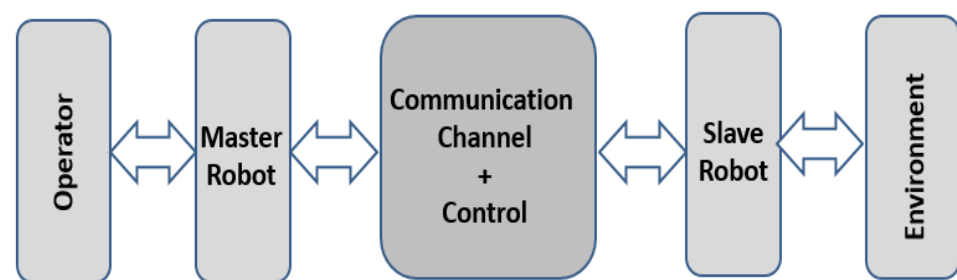 Operator
Master
Robot
Communication
Channel
+
Control
Slave
Robot
Environment